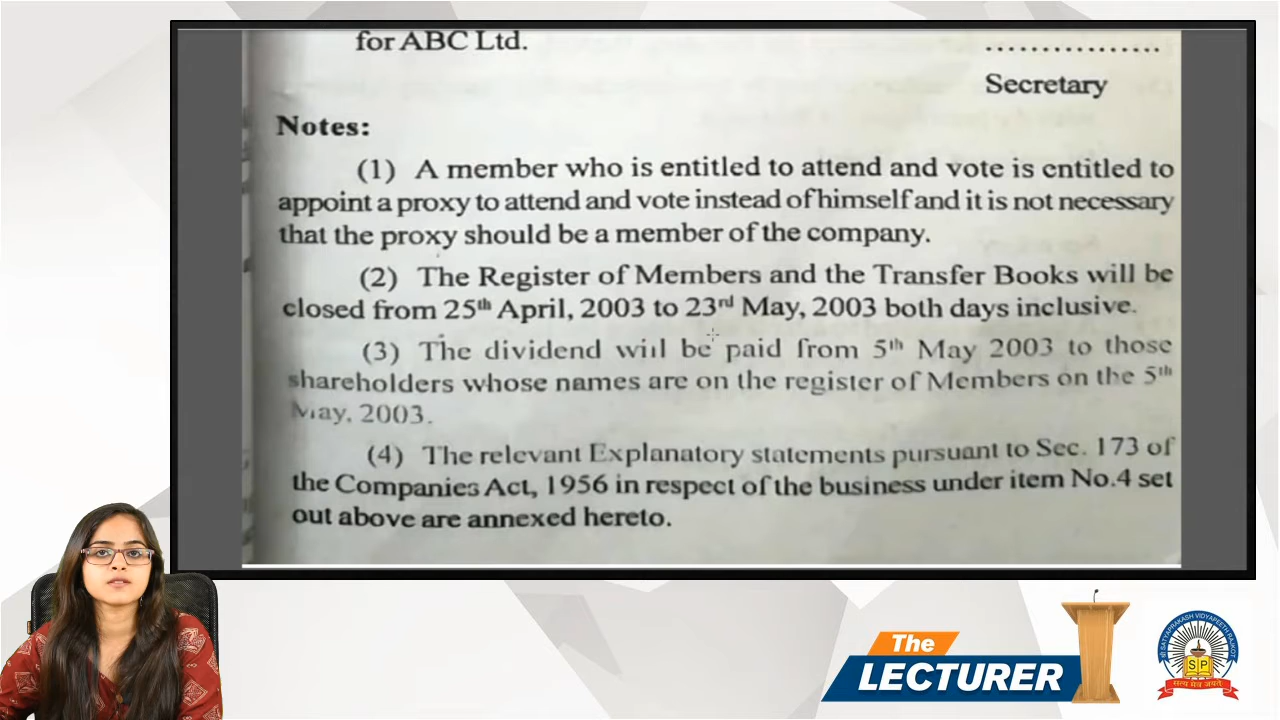 for ABC Ltd.
................
Secretary
Notes:
(1) A member who is entitled to attend and vote is entitled to
appoint a proxy to attend and vote instead of himself and it is not necessary
that the proxy should be a member of the company.
(2) The Register of Members and the Transfer Books will be
closed from 25th April, 2003 to 23rd May, 2003 both days inclusive.
(3) The dividend will be paid from 5th May 2003 to those
shareholders whose names are on the register of Members on the 5th
May, 2003.
(4) The relevant Explanatory statements pursuant to Sec. 173 of
the Companies Act, 1956 in respect of the business under item No.4 set
out above are annexed hereto.
The
LECTURER
SATYAPRAKASH VIDYAPEETH RAJKOT
SP
सत्य मेव जयते